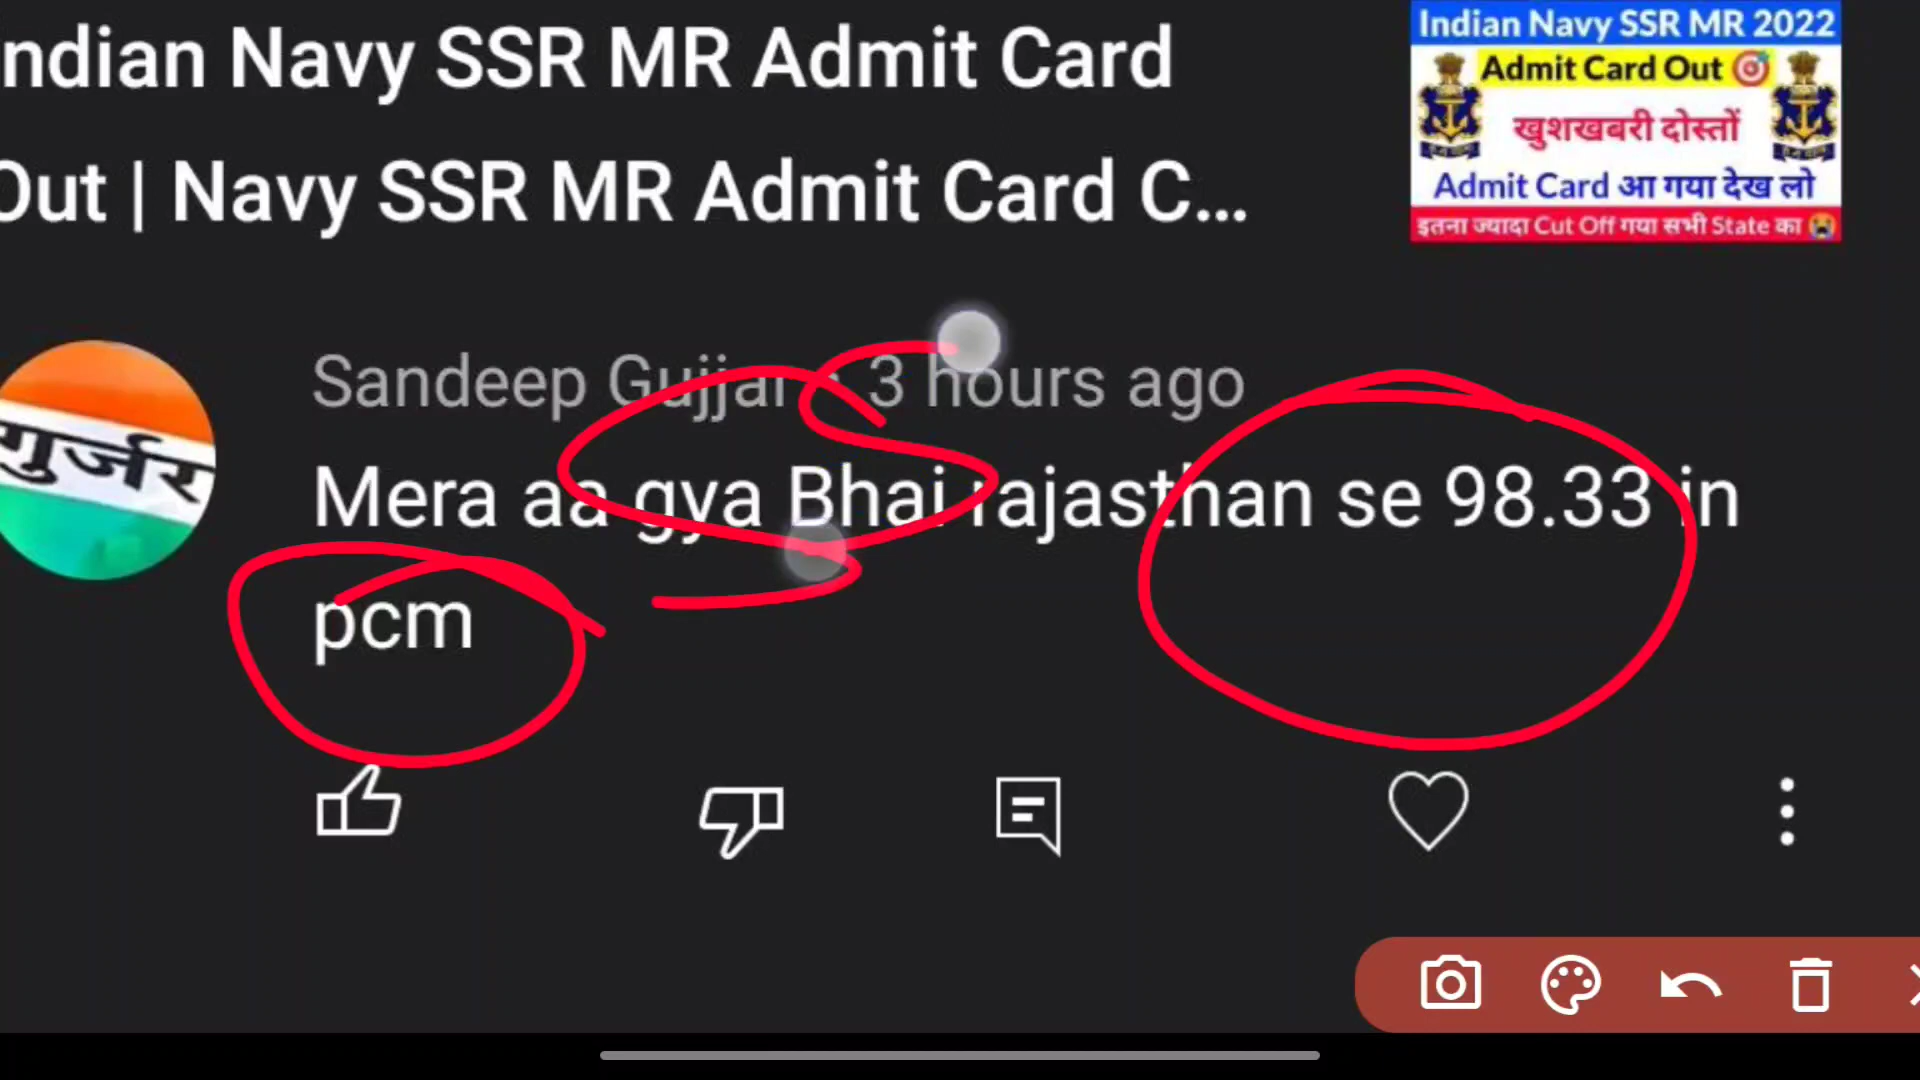 ndian Navy SSR MR Admit Card
Out | Navy SSR MR Admit Card C...
Indian Navy SSR MR 2022
Admit Card Out
खुशखबरी दोस्तों
Admit Card आ गया देख लो
इतना ज्यादा Cut Off गया सभी State का
गुर्जर
Sandeep Gujjar • 3 hours ago
Mera aa gya Bhai rajasthan se 98.33 in
pcm